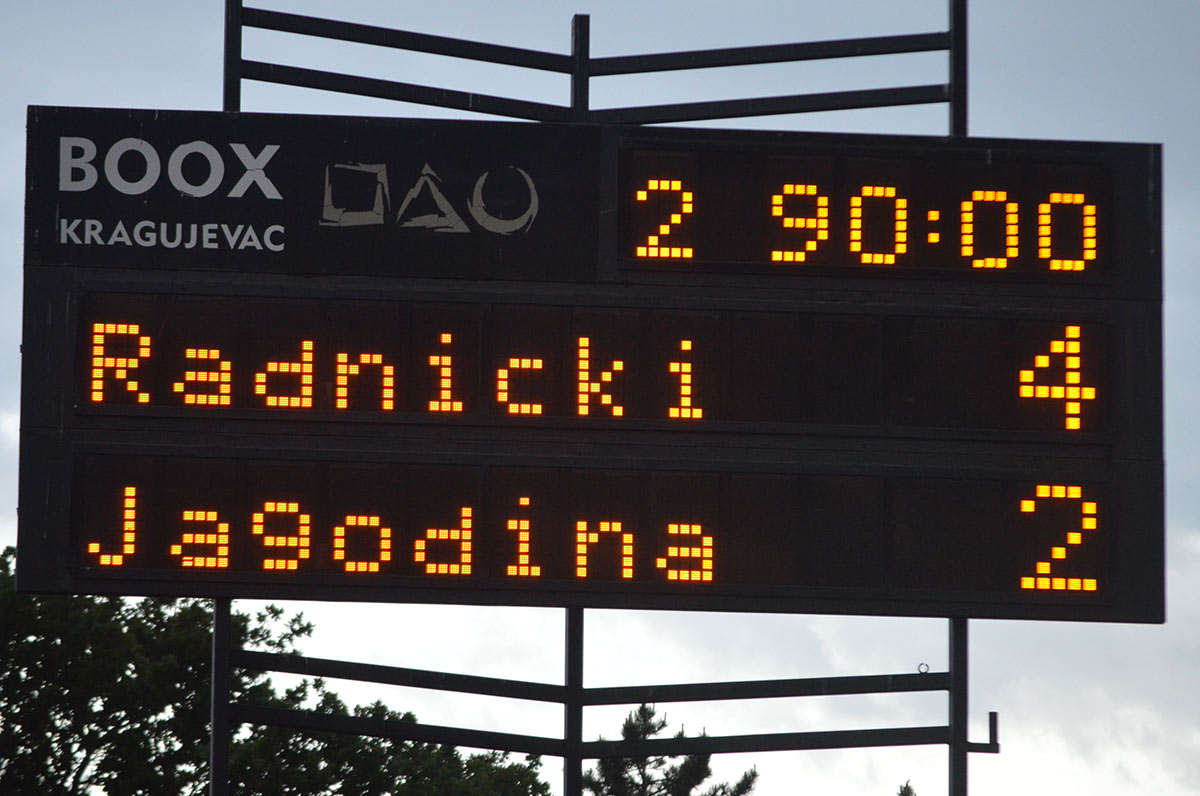 BOOX
KRAGUJEVAC
2 90:00
Radnicki 4
Jagodina 2